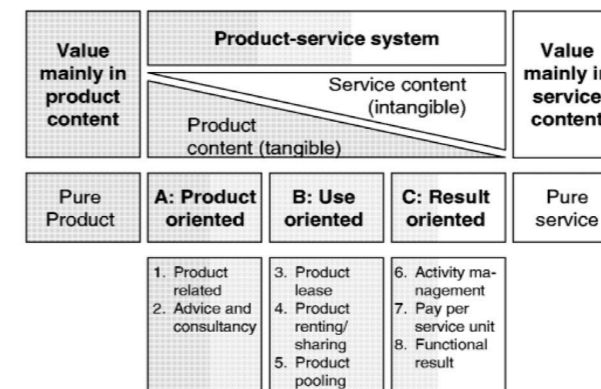 Value
mainly in
product
content
Product-service system
Service content
(intangible)
Product
content (tangible)
Value
mainly in
service
content
Pure
Product
A: Product
oriented
B: Use
oriented
C: Result
oriented
Pure
service
1. Product
related
2. Advice and
consultancy
3. Product
lease
4. Product
renting/
sharing
5. Product
pooling
6. Activity ma-
nagement
7. Pay per
service unit
8. Functional
result